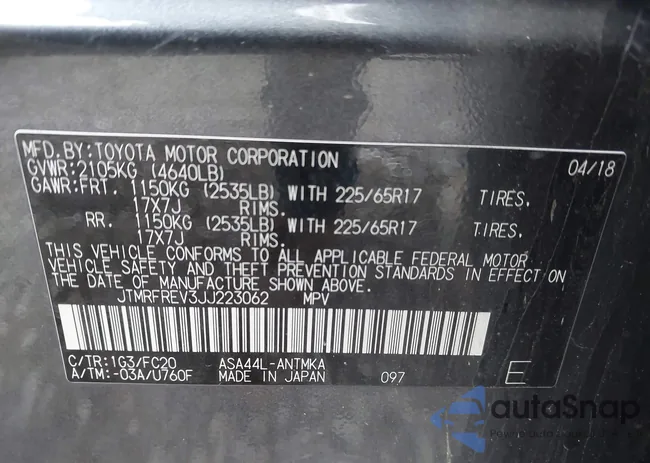 MFD.BY:TOYOTA MOTOR CORPORATION 04/18
GVWR:2105KG (4640LB)
GAWR:FRT. 1150KG (2535LB) WITH 225/65R17 TIRES.
17X7J RIMS.
RR. 1150KG (2535LB) WITH 225/65R17 TIRES.
17X7J RIMS.
THIS VEHICLE CONFORMS TO ALL APPLICABLE FEDERAL MOTOR
VEHICLE SAFETY AND THEFT PREVENTION STANDARDS IN EFFECT ON
THE DATE OF MANUFACTURE SHOWN ABOVE.
JTMRFREV3JJ223062 MPV
C/TR:1G3/FC20 ASA44L-ANTMKA
A/TM:-03A/U760F MADE IN JAPAN 097 E
autoSnap